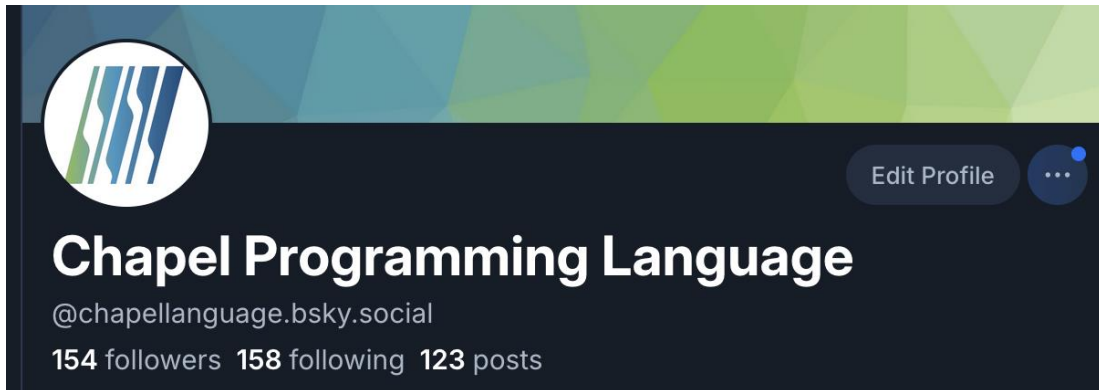 Edit Profile
Chapel Programming Language
@chapellanguage.bsky.social
154 followers 158 following 123 posts